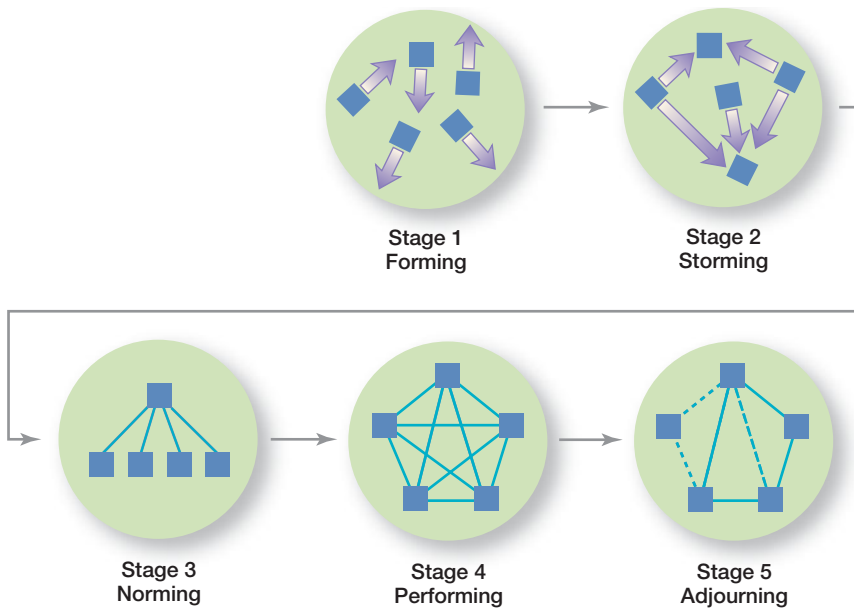 Stage 1
Forming
Stage 2
Storming
Stage 3
Norming
Stage 4
Performing
Stage 5
Adjourning